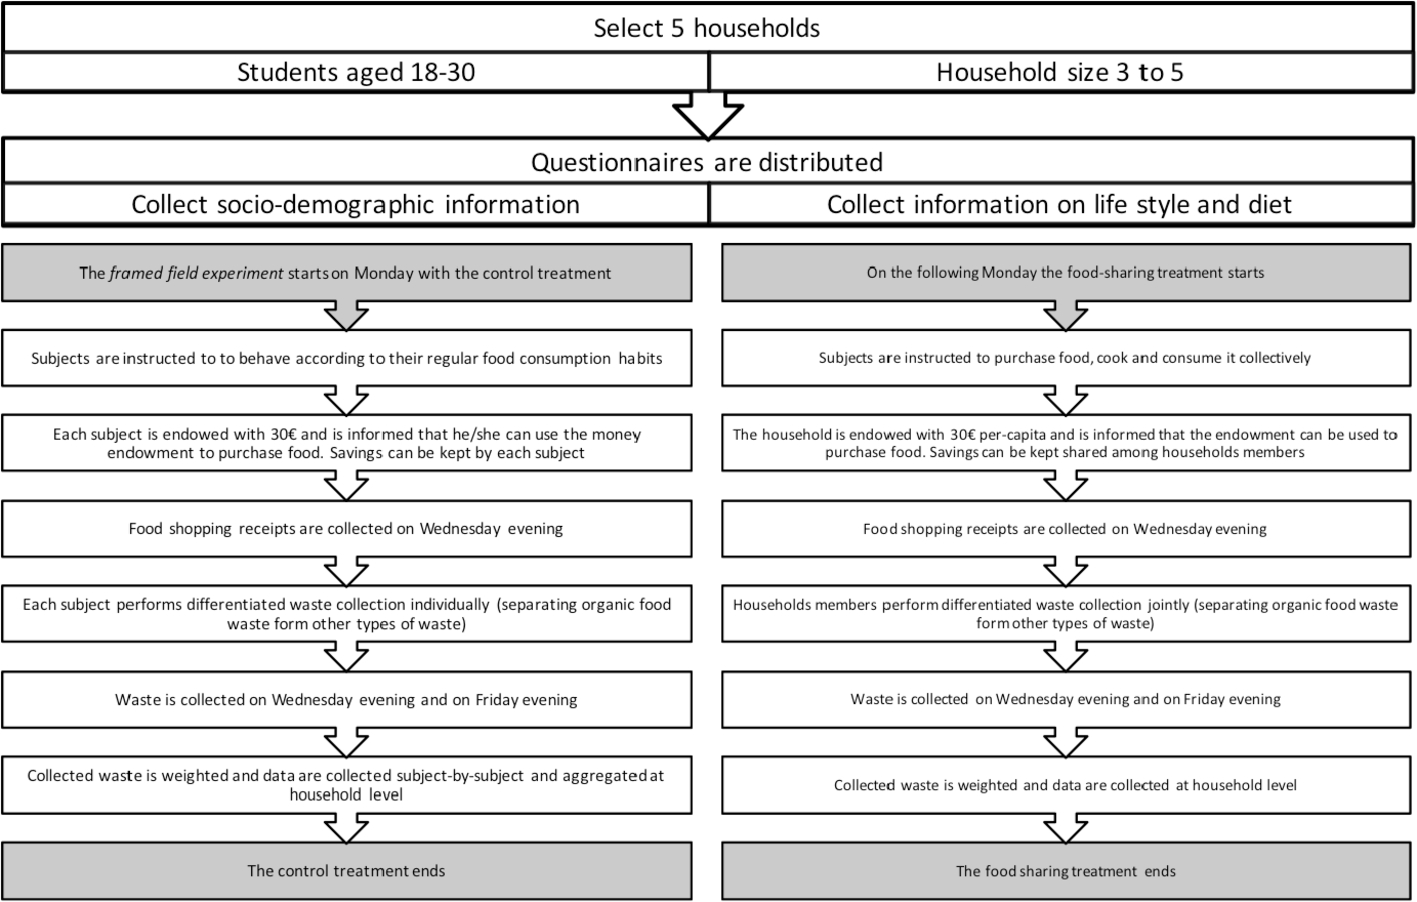 Select 5 households
Students aged 18-30
Household size 3 to 5
Questionnaires are distributed
Collect socio-demographic information
Collect information on life style and diet
The framed field experiment starts on Monday with the control treatment
Subjects are instructed to to behave according to their regular food consumption habits
Each subject is endowed with 30€ and is informed that he/she can use the money
endowment to purchase food. Savings can be kept by each subject
Food shopping receipts are collected on Wednesday evening
Each subject performs differentiated waste collection individually (separating organic food
waste form other types of waste)
Waste is collected on Wednesday evening and on Friday evening
Collected waste is weighted and data are collected subject-by-subject and aggregated at
household level
The control treatment ends
On the following Monday the food-sharing treatment starts
Subjects are instructed to purchase food, cook and consume it collectively
The household is endowed with 30€ per-capita and is informed that the endowment can be used to
purchase food. Savings can be kept shared among households members
Food shopping receipts are collected on Wednesday evening
Households members perform differentiated waste collection jointly (separating organic food waste
form other types of waste)
Waste is collected on Wednesday evening and on Friday evening
Collected waste is weighted and data are collected at household level
The food sharing treatment ends